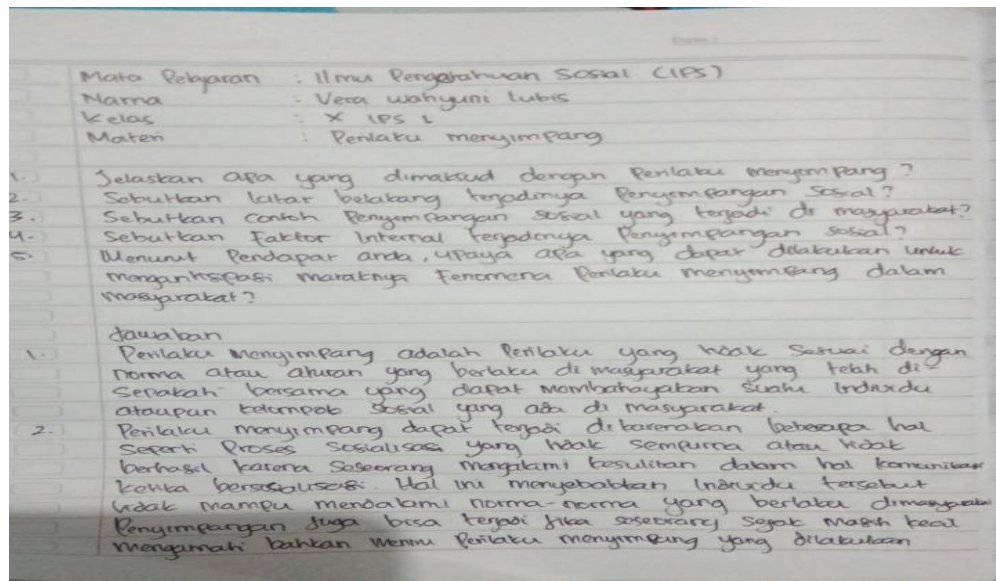 Mata Pelajaran : Ilmu Pengetahuan Sosial (IPS)
Nama : Vera wahyuni lubis
Kelas : X IPS 1
Materi : Perilaku menyimpang
1. Jelaskan apa yang dimaksud dengan Perilaku menyimpang ?
2. Sebutkan latar belakang terjadinya Penyimpangan Sosial?
3. Sebutkan contoh Penyimpangan sosial yang terjadi di masyarakat?
4. Sebutkan Faktor Internal terjadinya Penyimpangan sosial?
5. Menurut Pendapat anda, upaya apa yang dapat dilakukan untuk
mengantisipasi maraknya Fenomena Perilaku menyimpang dalam
masyarakat?
Jawaban
1. Perilaku menyimpang adalah Perilaku yang tidak Sesuai dengan
norma atau aturan yang berlaku di masyarakat yang telah di
sepakati bersama yang dapat membahayakan suatu Individu
ataupun kelompok sosial yang ada di masyarakat.
2. Perilaku menyimpang dapat terjadi dikarenakan beberapa hal
Seperti Proses Sosialisasi yang tidak sempurna atau tidak
berhasil karena Seseorang mengalami kesulitan dalam hal komunikasi
ketika bersosialisasi. Hal ini menyebabkan Individu tersebut
tidak mampu mendalami norma-norma yang berlaku dimasyarakat
Penyimpangan Juga bisa terjadi Jika seseorang sejak masih kecil
mengamati bahkan meniru Perilaku menyimpang yang dilakukan